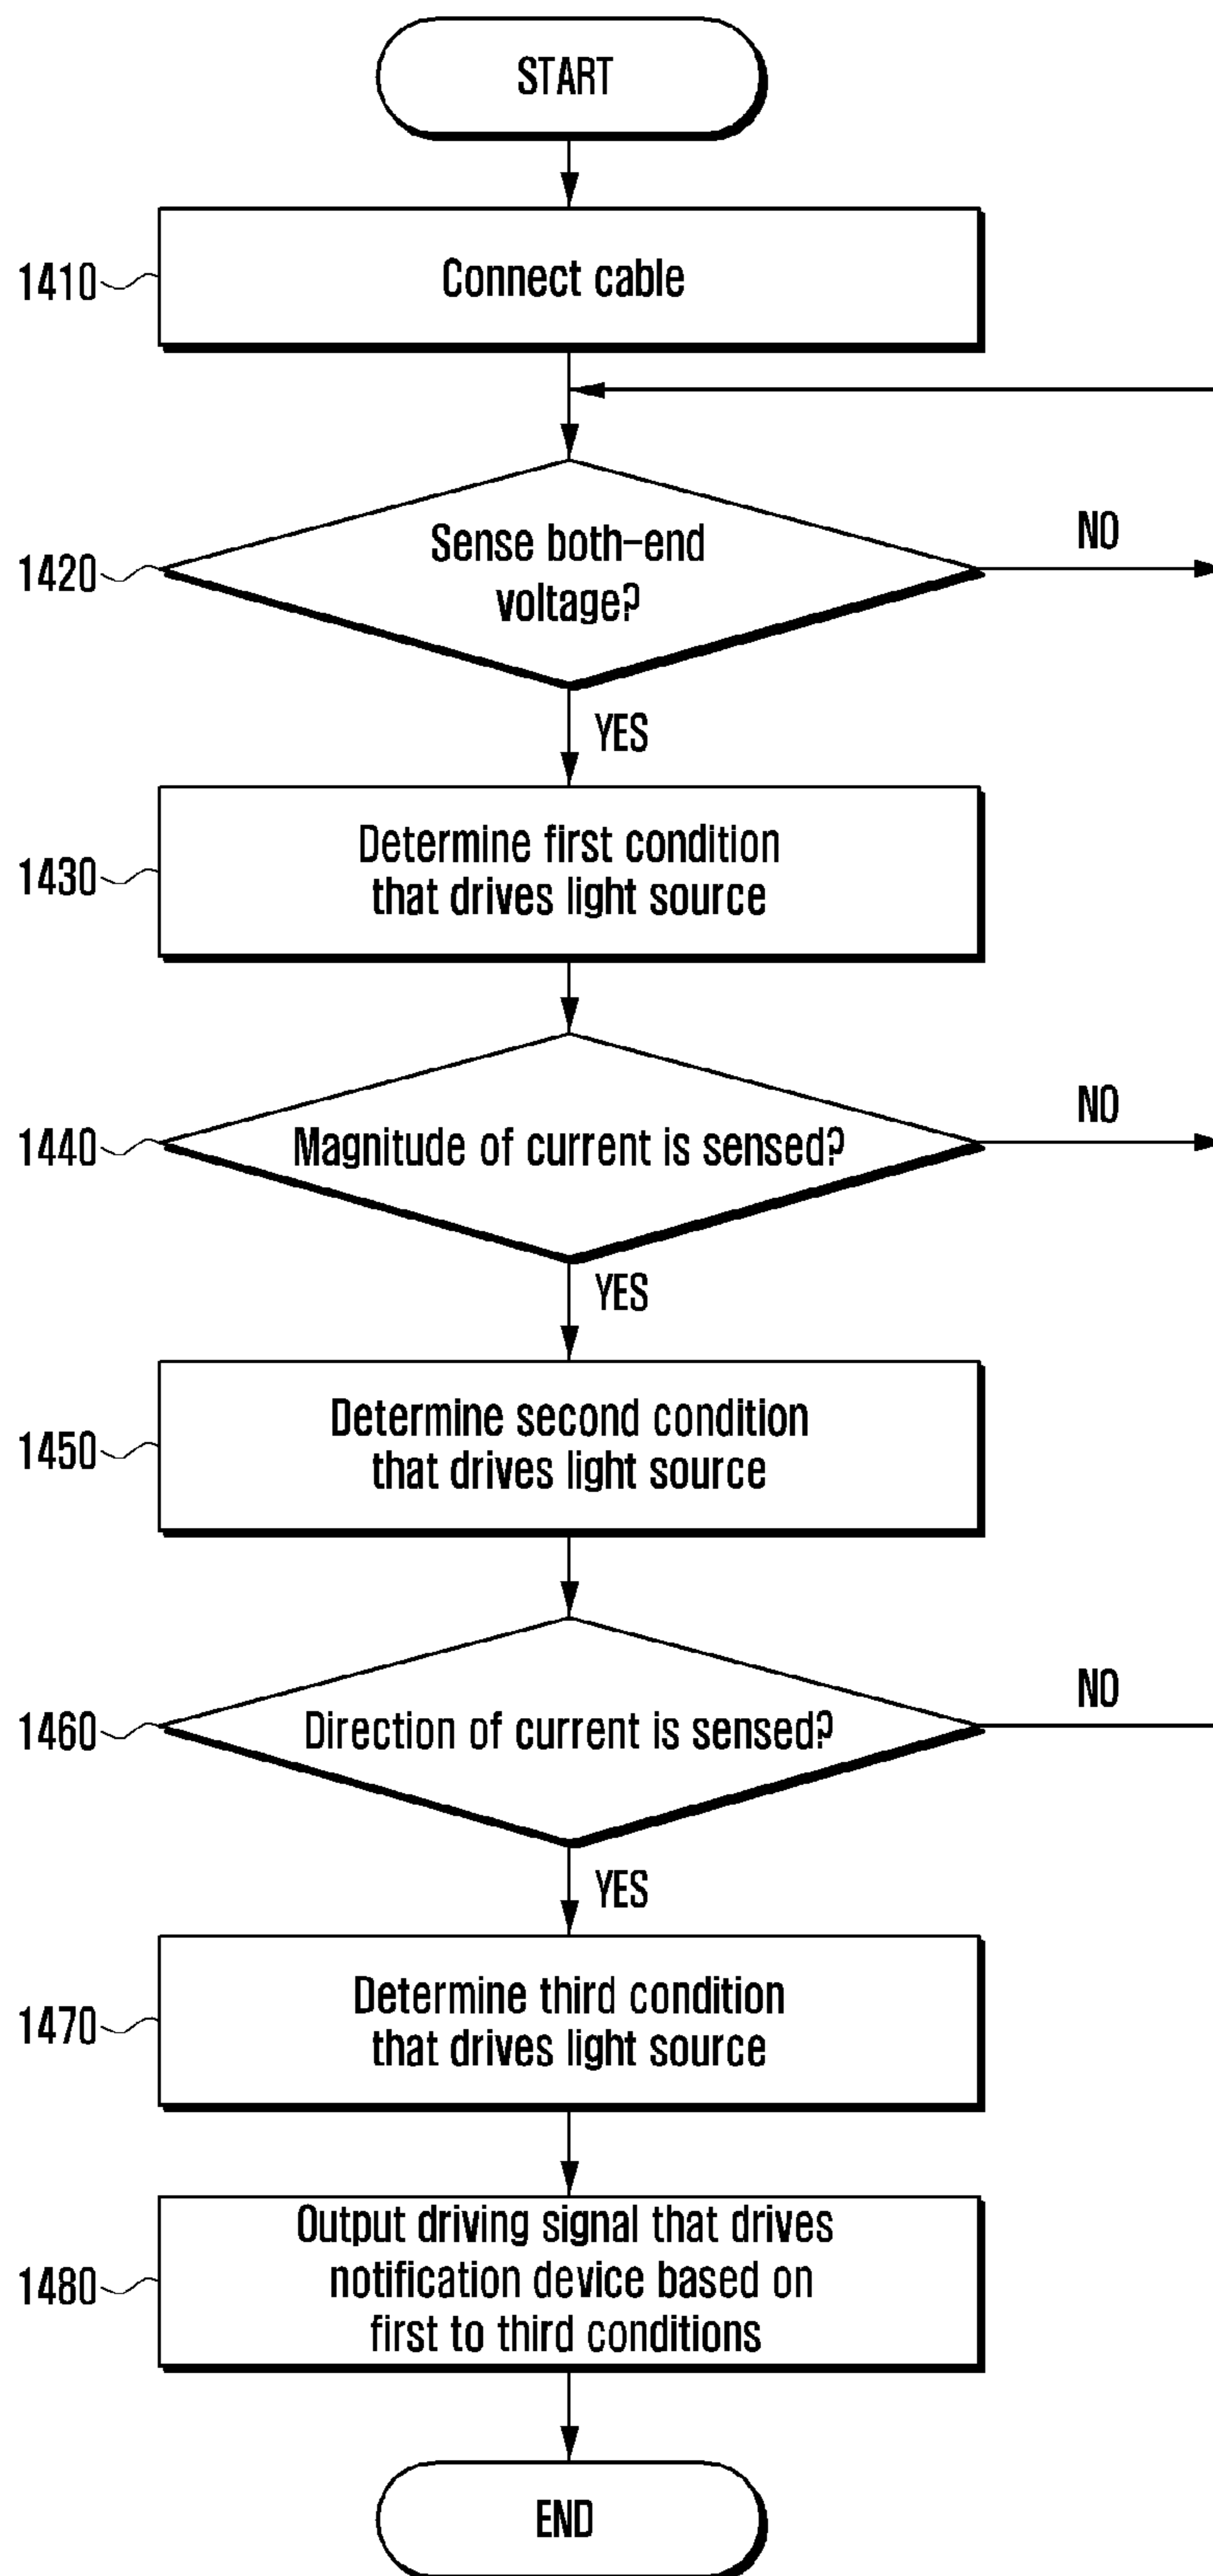 START
1410
Connect cable
1420
Sense both-end
voltage?
NO
YES
1430
Determine first condition
that drives light source
1440
Magnitude of current is sensed?
NO
YES
1450
Determine second condition
that drives light source
1460
Direction of current is sensed?
NO
YES
1470
Determine third condition
that drives light source
1480
Output driving signal that drives
notification device based on
first to third conditions
END